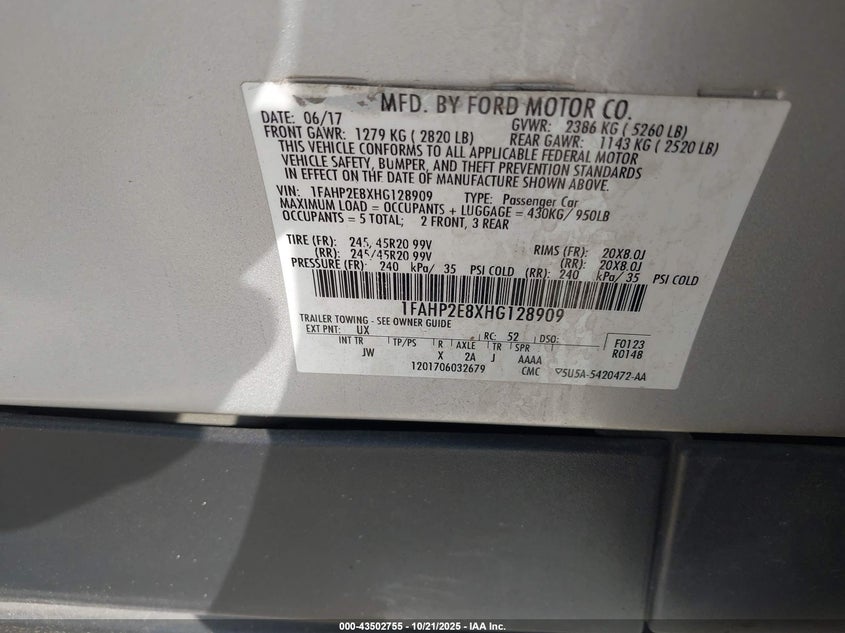 MFD. BY FORD MOTOR CO.
DATE: 06/17 GVWR: 2386 KG ( 5260 LB)
FRONT GAWR: 1279 KG ( 2820 LB) REAR GAWR: 1143 KG ( 2520 LB)
THIS VEHICLE CONFORMS TO ALL APPLICABLE FEDERAL MOTOR
VEHICLE SAFETY, BUMPER, AND THEFT PREVENTION STANDARDS
IN EFFECT ON THE DATE OF MANUFACTURE SHOWN ABOVE.
VIN: 1FAHP2E8XHG128909 TYPE: Passenger Car
MAXIMUM LOAD = OCCUPANTS + LUGGAGE = 430KG/ 950LB
OCCUPANTS = 5 TOTAL; 2 FRONT, 3 REAR
TIRE (FR): 245/45R20 99V RIMS (FR): 20X8.0J
(RR): 245/45R20 99V (RR): 20X8.0J
PRESSURE (FR): 240 kPa/ 35 PSI COLD (RR): 240 kPa/ 35 PSI COLD
1FAHP2E8XHG128909
TRAILER TOWING - SEE OWNER GUIDE
EXT PNT: UX RC: 52 DSO: F0123
INT TR TP/PS R AXLE TR SPR R0148
JW X 2A J AAAA
1201706032679 CMC 5U5A-5420472-AA
000-43502755 - 10/21/2025 - IAA Inc.